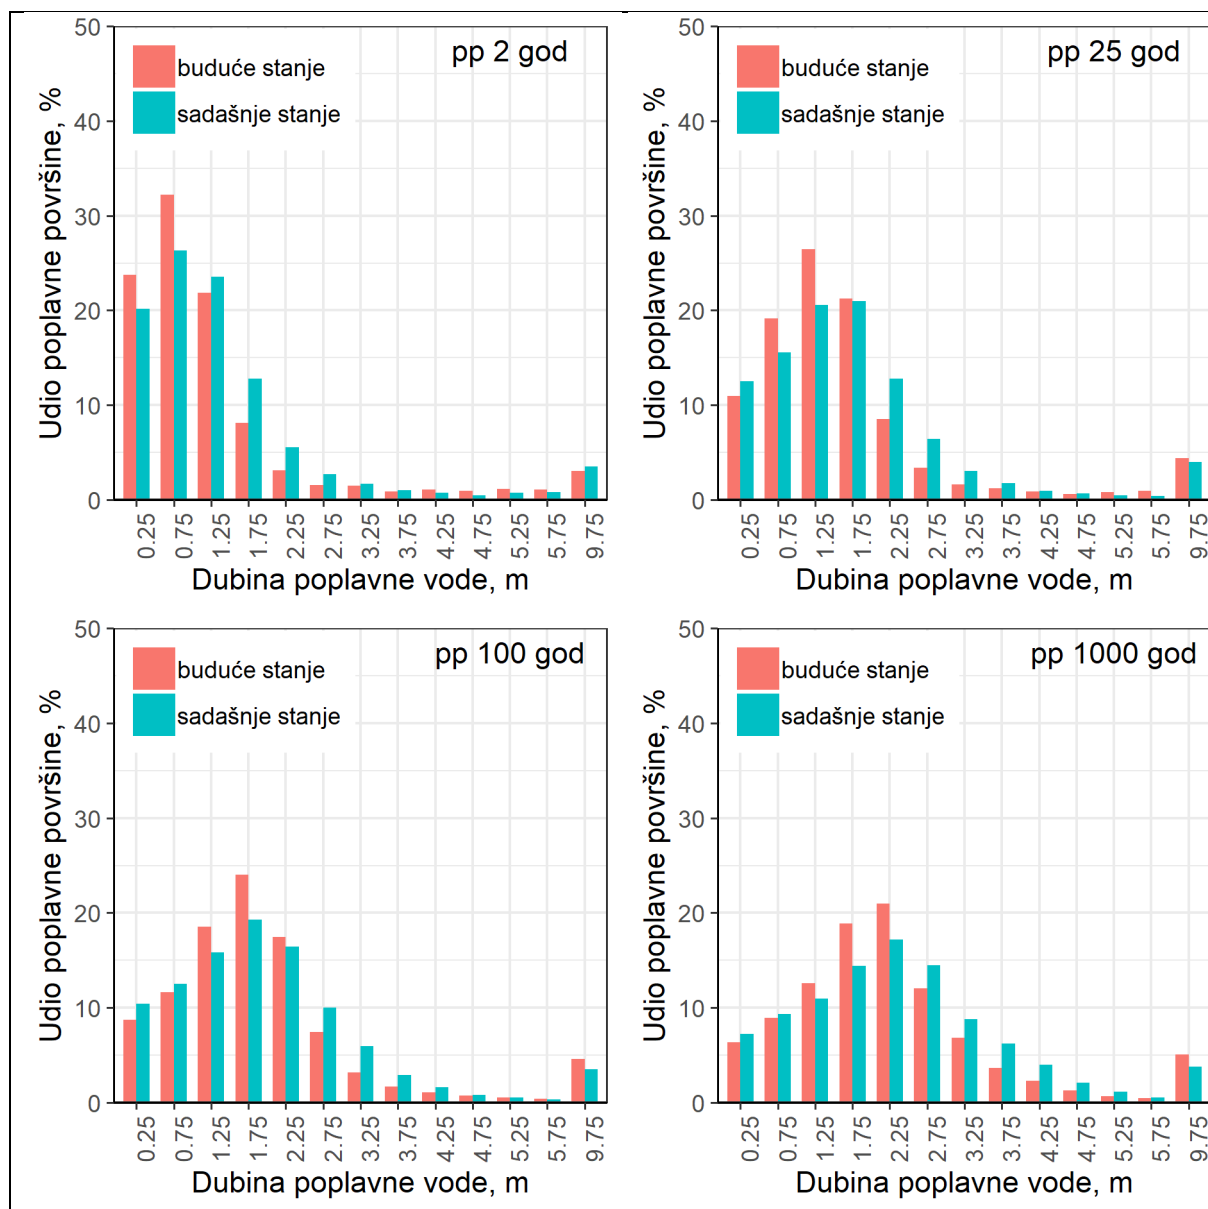 pp 2 god
buduće stanje
sadašnje stanje
Udio poplavne površine, %
50
40
30
20
10
0
0.25 0.75 1.25 1.75 2.25 2.75 3.25 3.75 4.25 4.75 5.25 5.75 9.75
Dubina poplavne vode, m
pp 25 god
buduće stanje
sadašnje stanje
Udio poplavne površine, %
50
40
30
20
10
0
0.25 0.75 1.25 1.75 2.25 2.75 3.25 3.75 4.25 4.75 5.25 5.75 9.75
Dubina poplavne vode, m
pp 100 god
buduće stanje
sadašnje stanje
Udio poplavne površine, %
50
40
30
20
10
0
0.25 0.75 1.25 1.75 2.25 2.75 3.25 3.75 4.25 4.75 5.25 5.75 9.75
Dubina poplavne vode, m
pp 1000 god
buduće stanje
sadašnje stanje
Udio poplavne površine, %
50
40
30
20
10
0
0.25 0.75 1.25 1.75 2.25 2.75 3.25 3.75 4.25 4.75 5.25 5.75 9.75
Dubina poplavne vode, m